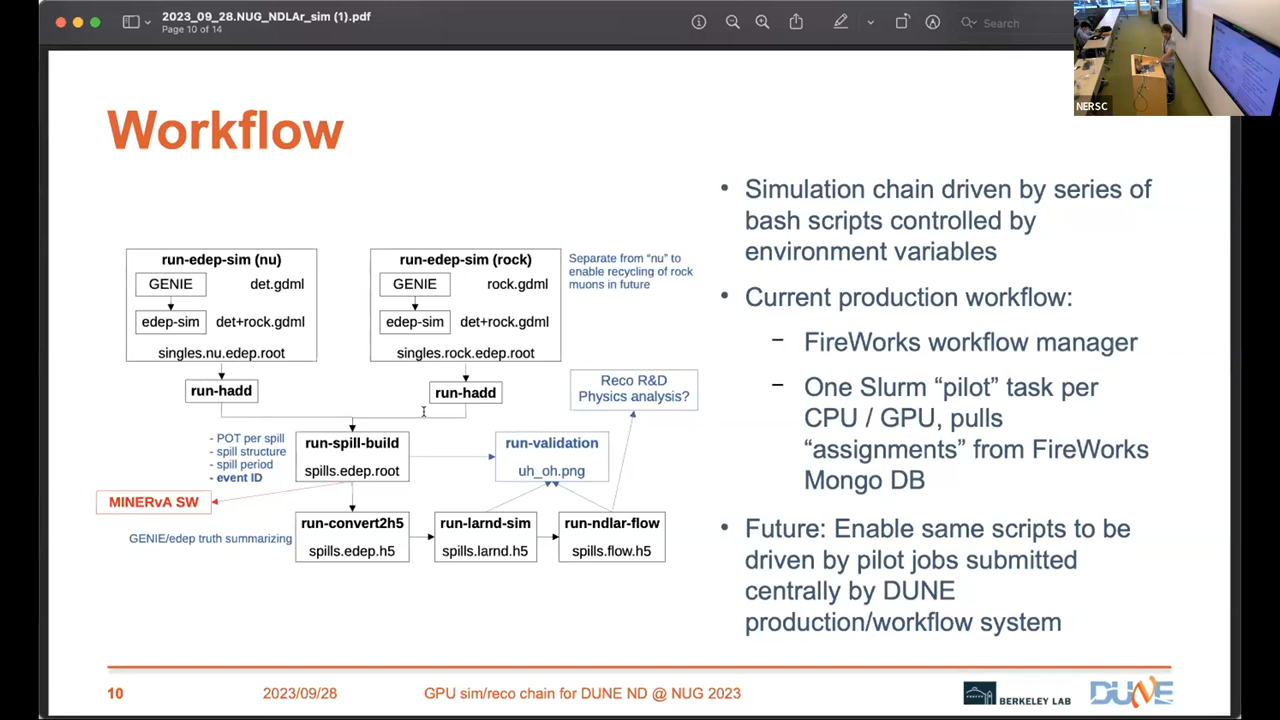 2023_09_28.NUG_NDLAr_sim (1).pdf
Page 10 of 14
Search
NERSC
Workflow
run-edep-sim (nu)
GENIE
det.gdml
edep-sim
det+rock.gdml
singles.nu.edep.root
run-edep-sim (rock)
GENIE
rock.gdml
edep-sim
det+rock.gdml
singles.rock.edep.root
Separate from “nu” to
enable recycling of rock
muons in future
run-hadd
run-hadd
Reco R&D
Physics analysis?
- POT per spill
- spill structure
- spill period
- event ID
run-spill-build
spills.edep.root
run-validation
uh_oh.png
MINERvA SW
GENIE/edep truth summarizing
run-convert2h5
spills.edep.h5
run-larnd-sim
spills.larnd.h5
run-ndlar-flow
spills.flow.h5
• Simulation chain driven by series of
bash scripts controlled by
environment variables
• Current production workflow:
– FireWorks workflow manager
– One Slurm “pilot” task per
CPU / GPU, pulls
“assignments” from FireWorks
Mongo DB
• Future: Enable same scripts to be
driven by pilot jobs submitted
centrally by DUNE
production/workflow system
10
2023/09/28
GPU sim/reco chain for DUNE ND @ NUG 2023
BERKELEY LAB
DUNE